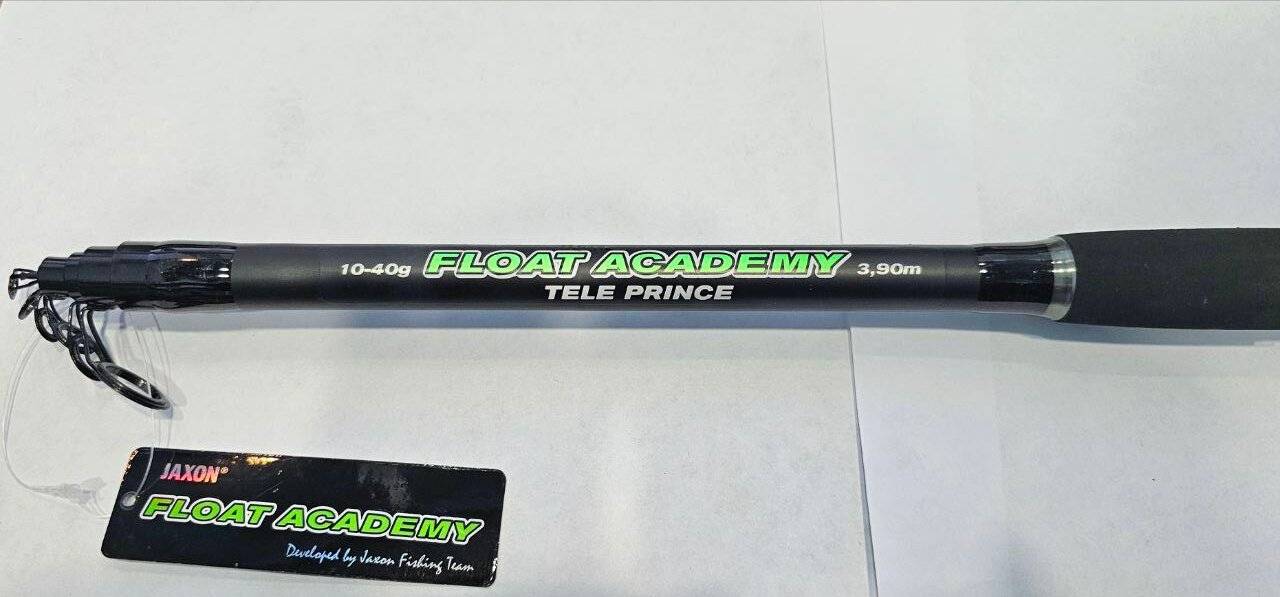 10-40g FLOAT ACADEMY 3,90m
TELE PRINCE
JAXON®
FLOAT ACADEMY
Developed by Jaxon Fishing Team